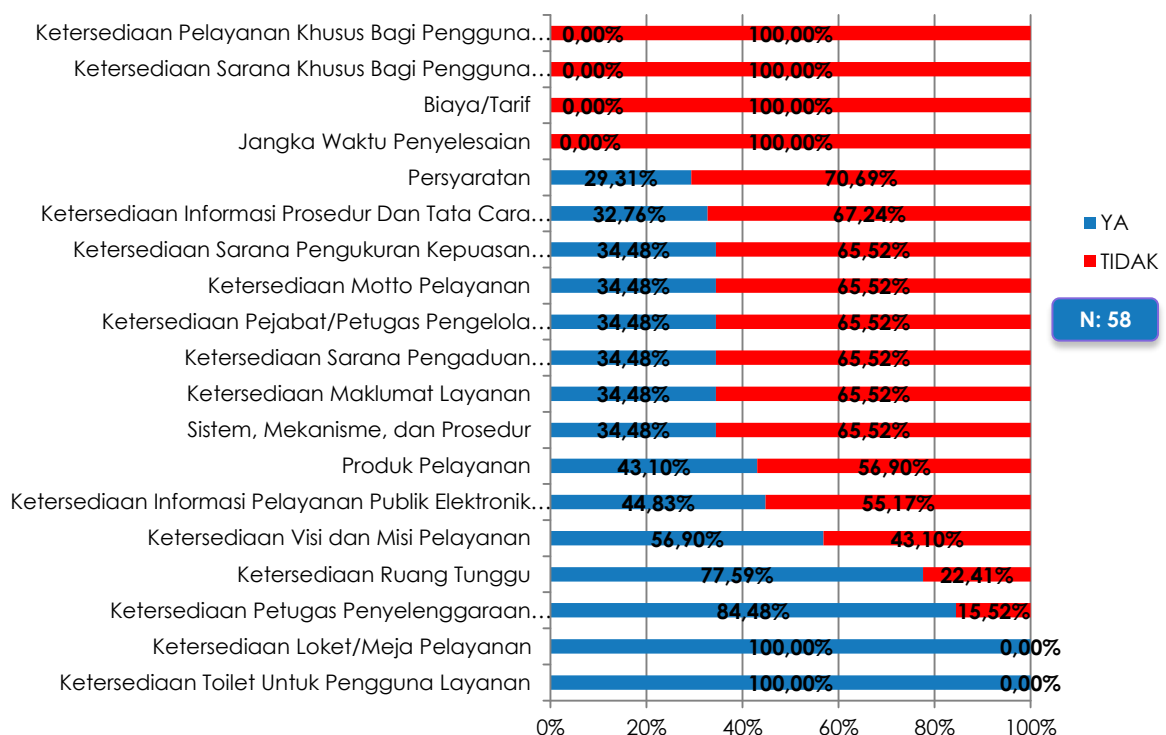 Ketersediaan Pelayanan Khusus Bagi Pengguna… 0,00% 100,00%
Ketersediaan Sarana Khusus Bagi Pengguna… 0,00% 100,00%
Biaya/Tarif 0,00% 100,00%
Jangka Waktu Penyelesaian 0,00% 100,00%
Persyaratan 29,31% 70,69%
Ketersediaan Informasi Prosedur Dan Tata Cara… 32,76% 67,24%
Ketersediaan Sarana Pengukuran Kepuasan… 34,48% 65,52%
Ketersediaan Motto Pelayanan 34,48% 65,52%
Ketersediaan Pejabat/Petugas Pengelola… 34,48% 65,52%
Ketersediaan Sarana Pengaduan… 34,48% 65,52%
Ketersediaan Maklumat Layanan 34,48% 65,52%
Sistem, Mekanisme, dan Prosedur 34,48% 65,52%
Produk Pelayanan 43,10% 56,90%
Ketersediaan Informasi Pelayanan Publik Elektronik… 44,83% 55,17%
Ketersediaan Visi dan Misi Pelayanan 56,90% 43,10%
Ketersediaan Ruang Tunggu 77,59% 22,41%
Ketersediaan Petugas Penyelenggaraan… 84,48% 15,52%
Ketersediaan Loket/Meja Pelayanan 100,00% 0,00%
Ketersediaan Toilet Untuk Pengguna Layanan 100,00% 0,00%
0% 20% 40% 60% 80% 100%
YA
TIDAK
N: 58